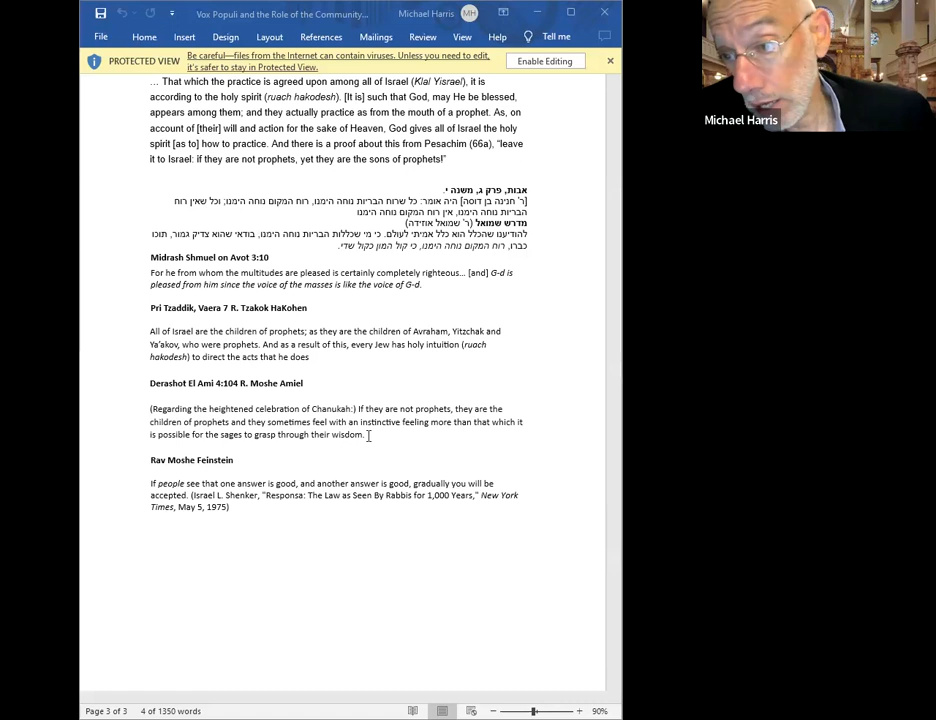 Vox Populi and the Role of the Community...
Michael Harris
MH
File Home Insert Design Layout References Mailings Review View Help Tell me
PROTECTED VIEW
Be careful—files from the Internet can contain viruses. Unless you need to edit,
it's safer to stay in Protected View.
Enable Editing
... That which the practice is agreed upon among all of Israel (Klal Yisrael), it is
according to the holy spirit (ruach hakodesh). [It is] such that God, may He be blessed,
appears among them; and they actually practice as from the mouth of a prophet. As, on
account of [their] will and action for the sake of Heaven, God gives all of Israel the holy
spirit [as to] how to practice. And there is a proof about this from Pesachim (66a), “leave
it to Israel: if they are not prophets, yet they are the sons of prophets!”
אבות, פרק ג, משנה י.
[ר' חנינה בן דוסה] היה אומר: כל שרוח הבריות נוחה הימנו, רוח המקום נוחה הימנו; וכל שאין רוח
הבריות נוחה הימנו, אין רוח המקום נוחה הימנו
מדרש שמואל (ר' שמואל אוזידה)
להודיענו שהכלל הוא כלל אמיתי לעולם. כי מי שכללות הבריות נוחה הימנו, בודאי שהוא צדיק גמור, תוכו
כברו, רוח המקום נוחה הימנו, כי קול המון כקול שדי.
Midrash Shmuel on Avot 3:10
For he from whom the multitudes are pleased is certainly completely righteous... [and] G-d is
pleased from him since the voice of the masses is like the voice of G-d.
Pri Tzaddik, Vaera 7 R. Tzakok HaKohen
All of Israel are the children of prophets; as they are the children of Avraham, Yitzchak and
Ya’akov, who were prophets. And as a result of this, every Jew has holy intuition (ruach
hakodesh) to direct the acts that he does
Derashot El Ami 4:104 R. Moshe Amiel
(Regarding the heightened celebration of Chanukah:) If they are not prophets, they are the
children of prophets and they sometimes feel with an instinctive feeling more than that which it
is possible for the sages to grasp through their wisdom.
Rav Moshe Feinstein
If people see that one answer is good, and another answer is good, gradually you will be
accepted. (Israel L. Shenker, "Responsa: The Law as Seen By Rabbis for 1,000 Years," New York
Times, May 5, 1975)
Page 3 of 3 4 of 1350 words
90%
Michael Harris